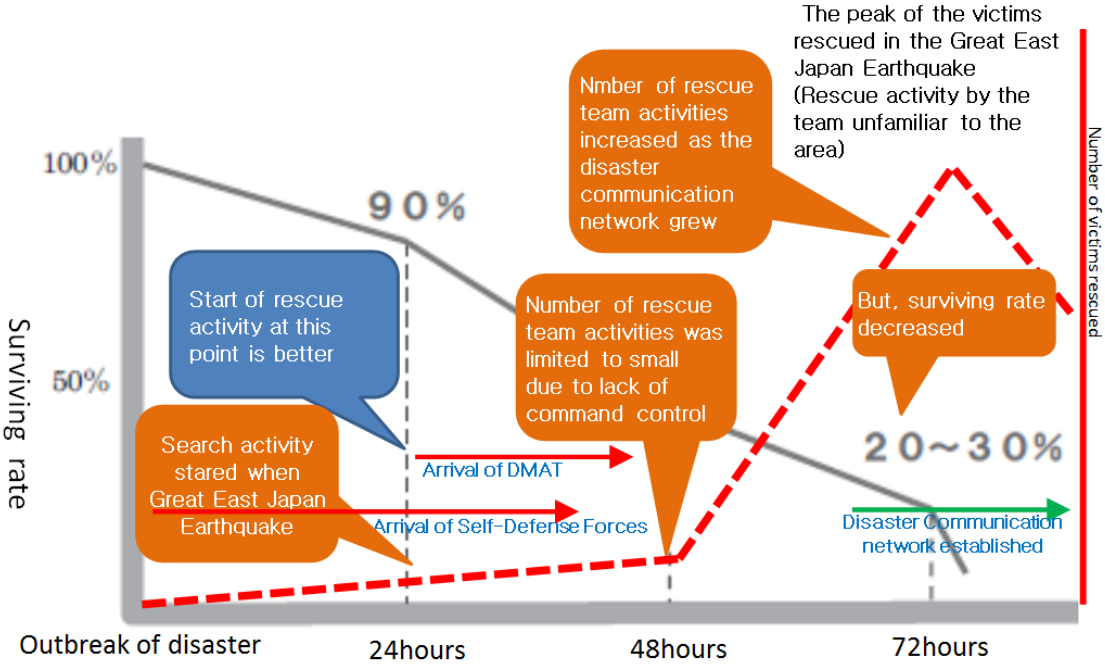 The peak of the victims
rescued in the Great East
Japan Earthquake
(Rescue activity by the
team unfamiliar to the
area)
Nmber of rescue
team activities
increased as the
disaster
communication
network grew
Number of victims rescued
100%
90%
Start of rescue
activity at this
point is better
Number of rescue
team activities was
limited to small
due to lack of
command control
But, surviving rate
decreased
Surviving rate
50%
Search activity
stared when
Great East Japan
Earthquake
Arrival of DMAT
Arrival of Self-Defense Forces
20~30%
Disaster Communication
network established
Outbreak of disaster
24hours
48hours
72hours